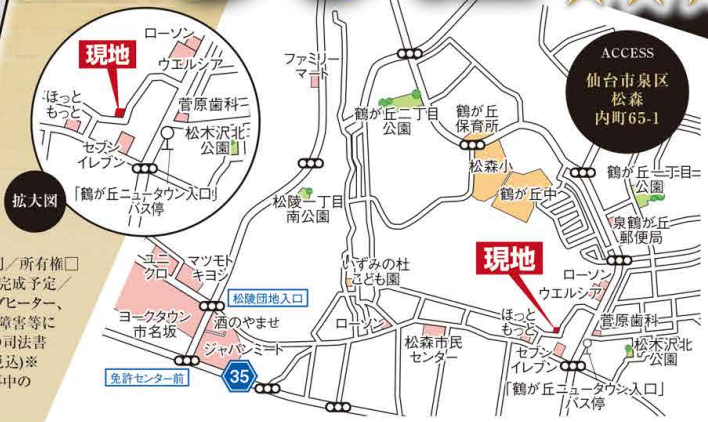 ローソン
ウエルシア
現地
ほっと
もっと
菅原歯科
松木沢北
公園
セブン
イレブン
「鶴が丘ニュータウン入口」
バス停
拡大図
ファミリー
マート
鶴が丘二丁目
公園
鶴が丘
保育所
松森小
鶴が丘中
ACCESS
仙台市泉区
松森
内町65-1
鶴が丘一丁目
公園
泉鶴が丘
郵便局
松陵二丁目
南公園
ユニ
クロ
マツモト
キヨシ
いずみの杜
こども園
松陵団地入口
ヨークタウン
市名坂
酒のやませ
ジャパンミート
免許センター前
35
ローソン
松森市民
センター
現地
ほっと
もっと
セブン
イレブン
ローソン
ウエルシア
菅原歯科
松木沢北
公園
「鶴が丘ニュータウン入口」
バス停
／所有権□
完成予定／
グヒーター、
障害等に
司法書
込)※
中の